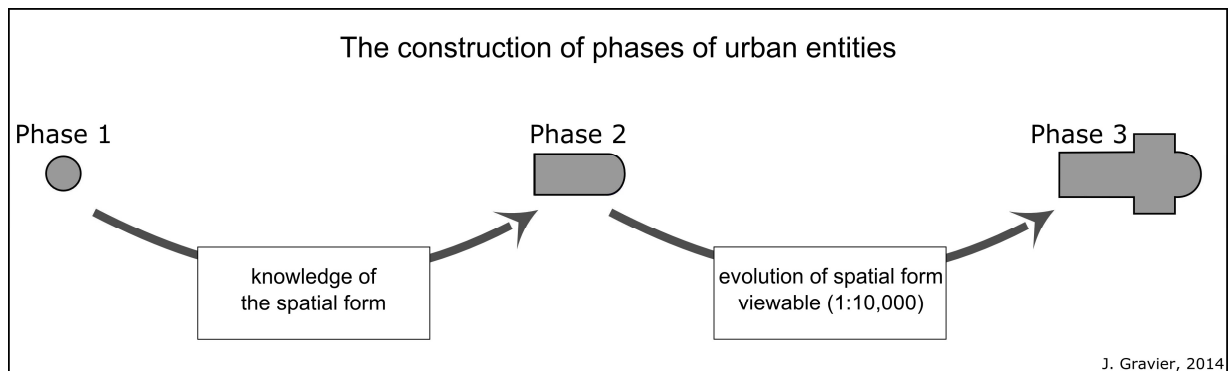 The construction of phases of urban entities
Phase 1
Phase 2
Phase 3
knowledge of
the spatial form
evolution of spatial form
viewable (1:10,000)
J. Gravier, 2014